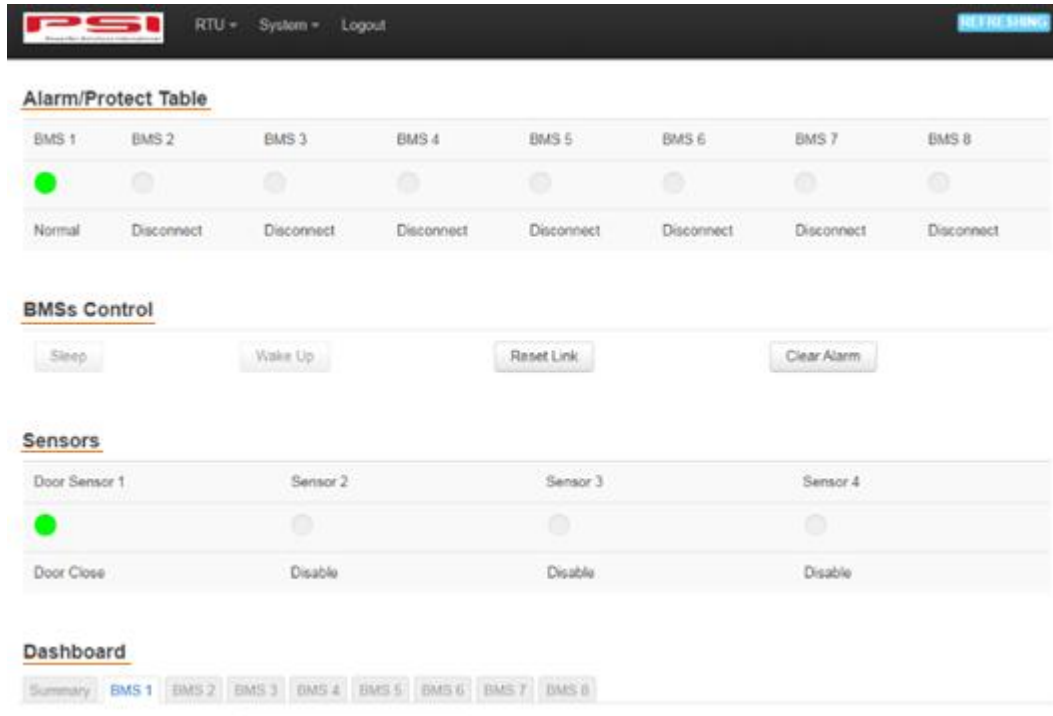 PSI RTU System Logout REFRESHING
Alarm/Protect Table
BMS 1 BMS 2 BMS 3 BMS 4 BMS 5 BMS 6 BMS 7 BMS 8
Normal Disconnect Disconnect Disconnect Disconnect Disconnect Disconnect Disconnect
BMSs Control
Sleep Wake Up Reset Link Clear Alarm
Sensors
Door Sensor 1 Sensor 2 Sensor 3 Sensor 4
Door Close Disable Disable Disable
Dashboard
Summary BMS 1 BMS 2 BMS 3 BMS 4 BMS 5 BMS 6 BMS 7 BMS 8